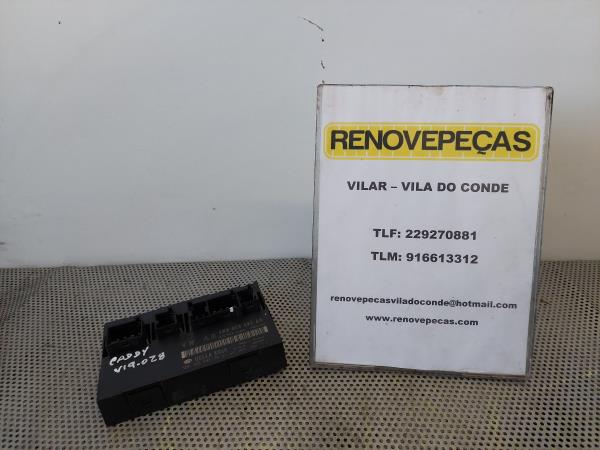 RENOVEPEÇAS
VILAR – VILA DO CONDE
TLF: 229270881
TLM: 916613312
renovepecasviladoconde@hotmail.com
www.renovepecas.com
CADDY
V19-028